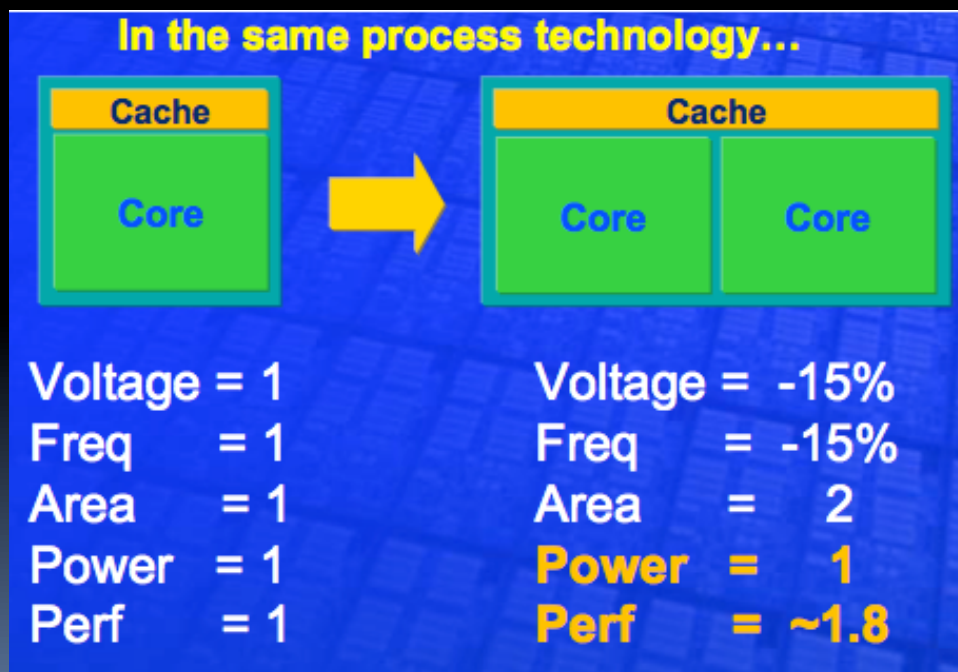 In the same process technology...
Cache
Core
Cache
Core Core
Voltage = 1
Freq = 1
Area = 1
Power = 1
Perf = 1
Voltage = -15%
Freq = -15%
Area = 2
Power = 1
Perf = ~1.8